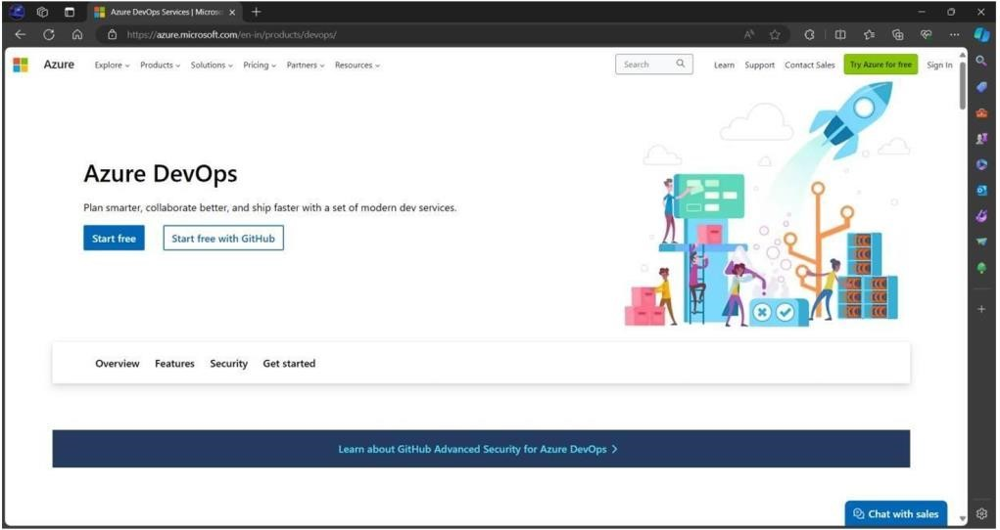 Azure DevOps Services | Micros
https://azure.microsoft.com/en-in/products/devops/
Azure Explore Products Solutions Pricing Partners Resources Search Learn Support Contact Sales Try Azure for free Sign In
Azure DevOps
Plan smarter, collaborate better, and ship faster with a set of modern dev services.
Start free Start free with GitHub
Overview Features Security Get started
Learn about GitHub Advanced Security for Azure DevOps
Chat with sales